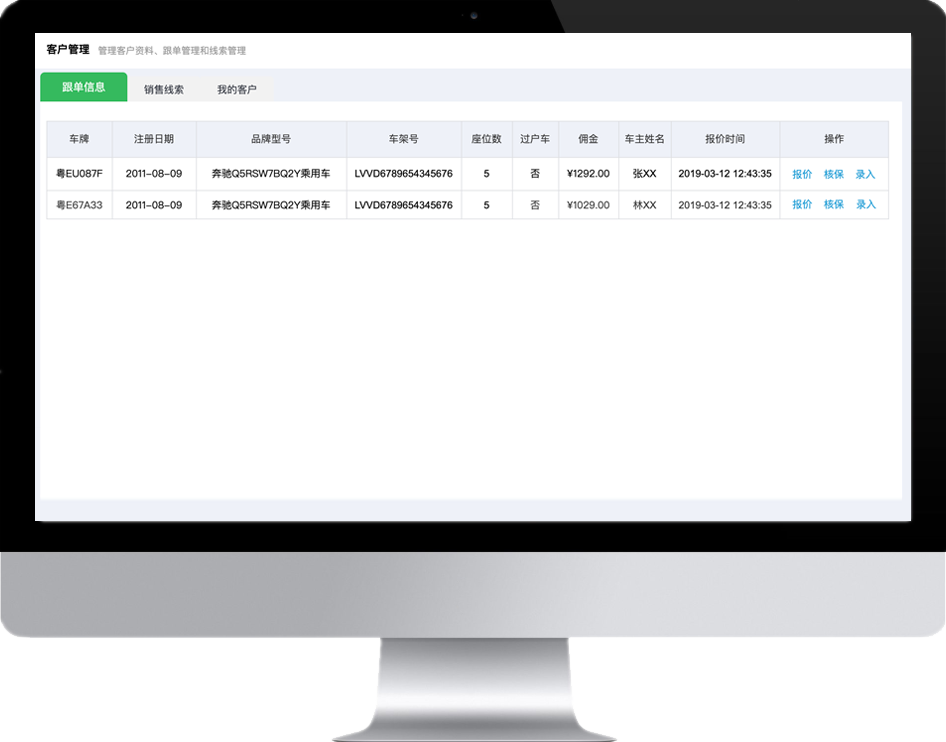 客户管理 管理客户资料、跟单管理和线索管理
跟单信息 销售线索 我的客户
车牌 注册日期 品牌型号 车架号 座位数 过户车 佣金 车主姓名 报价时间 操作
粤EU087F 2011-08-09 奔驰Q5RSW7BQ2Y乘用车 LVVD6789654345676 5 否 ¥1292.00 张XX 2019-03-12 12:43:35 报价 核保 录入
粤E67A33 2011-08-09 奔驰Q5RSW7BQ2Y乘用车 LVVD6789654345676 5 否 ¥1029.00 林XX 2019-03-12 12:43:35 报价 核保 录入